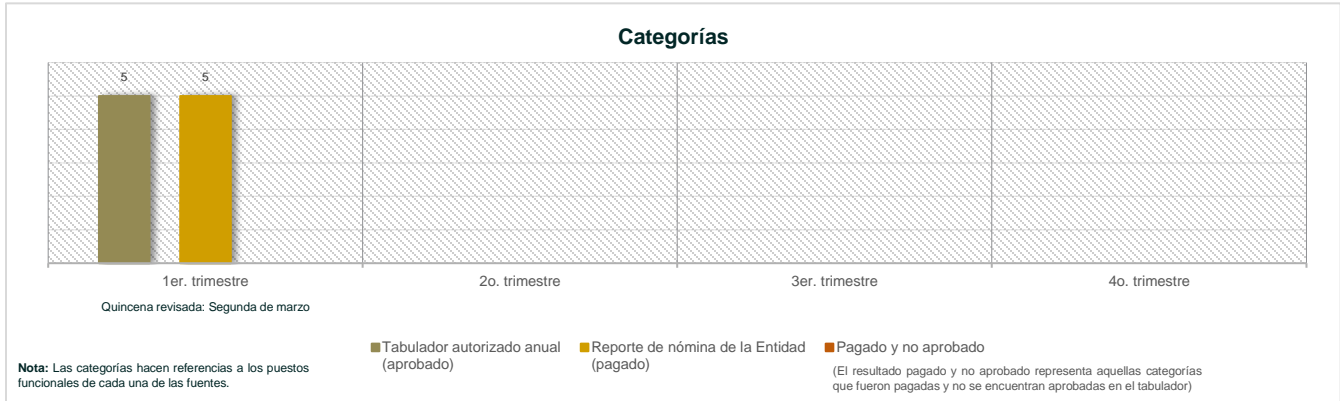 Categorías
5
5
1er. trimestre
2o. trimestre
3er. trimestre
4o. trimestre
Quincena revisada: Segunda de marzo
Tabulador autorizado anual
(aprobado)
Reporte de nómina de la Entidad
(pagado)
Pagado y no aprobado
(El resultado pagado y no aprobado representa aquellas categorías
que fueron pagadas y no se encuentran aprobadas en el tabulador)
Nota: Las categorías hacen referencias a los puestos
funcionales de cada una de las fuentes.